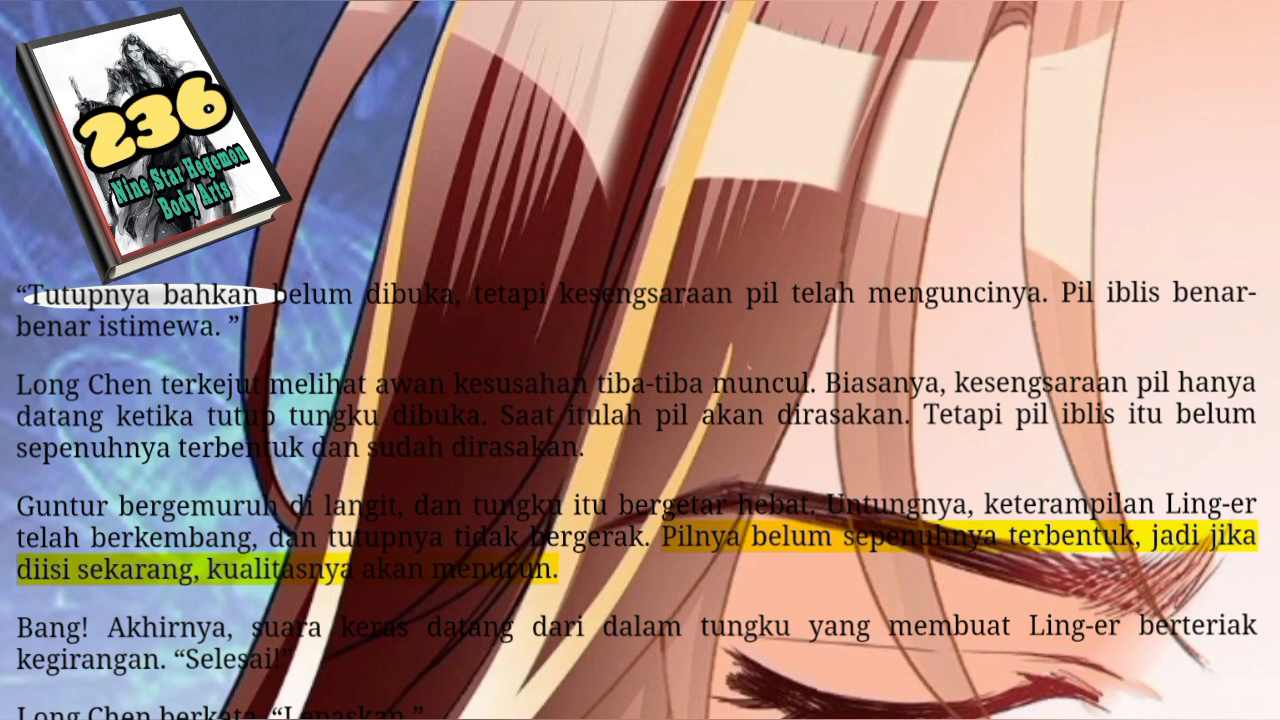 236
Nine Star Hegemon
Body Arts
“Tutupnya bahkan belum dibuka, tetapi kesengsaraan pil telah menguncinya. Pil iblis benar-
benar istimewa. ”
Long Chen terkejut melihat awan kesusahan tiba-tiba muncul. Biasanya, kesengsaraan pil hanya
datang ketika tutup tungku dibuka. Saat itulah pil akan dirasakan. Tetapi pil iblis itu belum
sepenuhnya terbentuk dan sudah dirasakan.
Guntur bergemuruh di langit, dan tungku itu bergetar hebat. Untungnya, keterampilan Ling-er
telah berkembang, dan tutupnya tidak bergerak. Pilnya belum sepenuhnya terbentuk, jadi jika
diisi sekarang, kualitasnya akan menurun.
Bang! Akhirnya, suara keras datang dari dalam tungku yang membuat Ling-er berteriak
kegirangan. “Selesai!”
Long Chen berkata, “Lepaskan.”